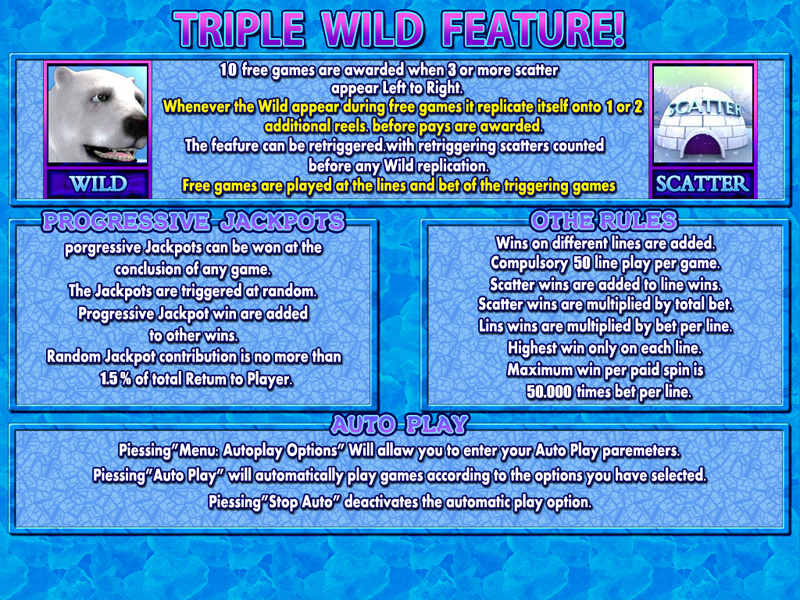 TRIPLE WILD FEATURE!
10 free games are awarded when 3 or more scatter
appear Left to Right.
Whenever the Wild appear during free games it replicate itself onto 1 or 2
additional reels. before pays are awarded.
The feafure can be retriggered.with retriggering scatters counted
before any Wild replication.
Free games are played at the lines and bet of the triggering games
WILD
SCATTER
SCATTER
PROGRESSIVE JACKPOTS
porgressive Jackpots can be won at the
conclusion of any game.
The Jackpots are triggered at random.
Progressive Jackpot win are added
to other wins.
Random Jackpot contribution is no more than
1.5% of total Return to Player.
OTHE RULES
Wins on different lines are added.
Compulsory 50 line play per game.
Scatter wins are added to line wins.
Scatter wins are multiplied by total bet.
Lins wins are multiplied by bet per line.
Highest win only on each line.
Maximum win per paid spin is
50.000 times bet per line.
AUTO PLAY
Piessing"Menu: Autoplay Options" Will allaw you to enter your Auto Play paremeters.
Piessing"Auto Play" will automatically play games according to the options you have selected.
Piessing"Stop Auto" deactivates the automatic play option.